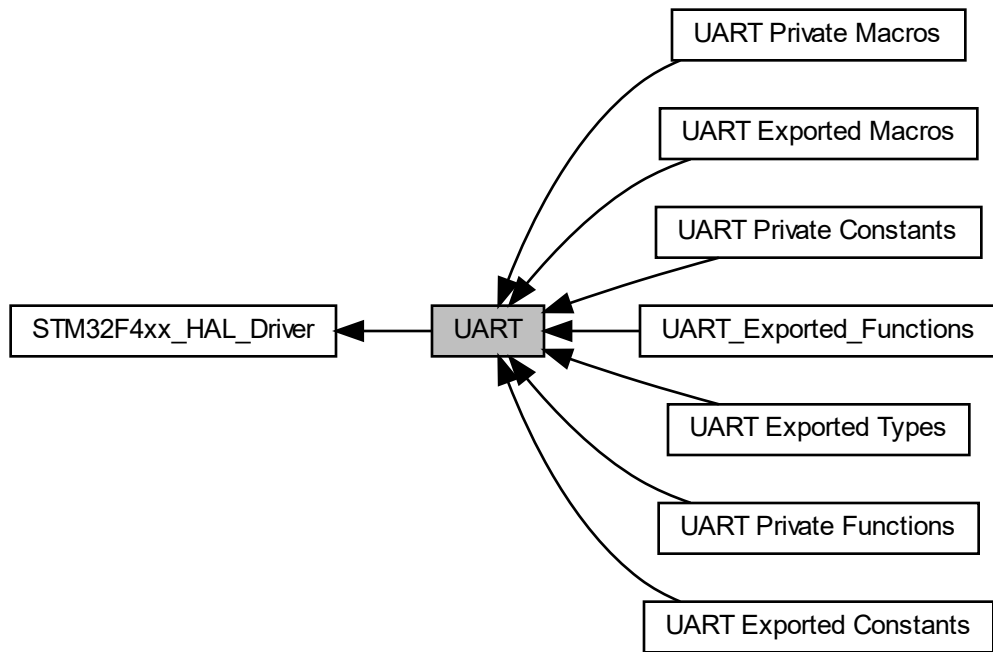 UART Private Macros
UART Exported Macros
UART Private Constants
STM32F4xx_HAL_Driver
UART
UART_Exported_Functions
UART Exported Types
UART Private Functions
UART Exported Constants